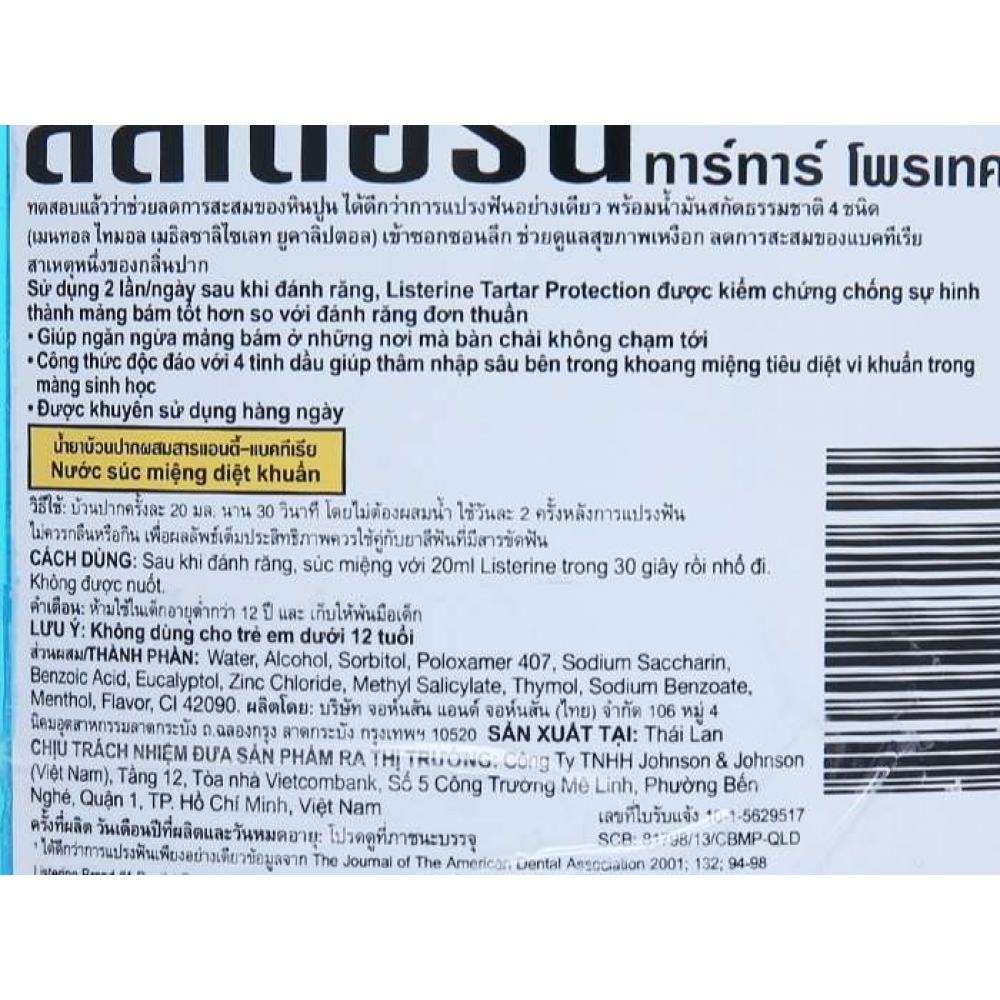 ลิสเตอรีน ทาร์ทาร์ โพรเทค
ทดสอบแล้วว่าช่วยลดการสะสมของหินปูน ได้ดีกว่าการแปรงฟันอย่างเดียว พร้อมน้ำมันสกัดธรรมชาติ 4 ชนิด
(เมนทอล ไทมอล เมธิลซาลิไซเลท ยูคาลิปตอล) เข้าซอกซอนลึก ช่วยดูแลสุขภาพเหงือก ลดการสะสมของแบคทีเรีย
สาเหตุหนึ่งของกลิ่นปาก
Sử dụng 2 lần/ngày sau khi đánh răng, Listerine Tartar Protection được kiểm chứng chống sự hình
thành mảng bám tốt hơn so với đánh răng đơn thuần
•Giúp ngăn ngừa mảng bám ở những nơi mà bàn chải không chạm tới
•Công thức độc đáo với 4 tinh dầu giúp thâm nhập sâu bên trong khoang miệng tiêu diệt vi khuẩn trong
màng sinh học
•Được khuyên sử dụng hàng ngày
น้ำยาบ้วนปากผสมสารแอนตี้-แบคทีเรีย
Nước súc miệng diệt khuẩn
วิธีใช้: บ้วนปากครั้งละ 20 มล. นาน 30 วินาที โดยไม่ต้องผสมน้ำ ใช้วันละ 2 ครั้งหลังการแปรงฟัน
ไม่ควรกลืนหรือกิน เพื่อผลลัพธ์เต็มประสิทธิภาพควรใช้คู่กับยาสีฟันที่มีสารขัดฟัน
CÁCH DÙNG: Sau khi đánh răng, súc miệng với 20ml Listerine trong 30 giây rồi nhổ đi.
Không được nuốt.
คำเตือน: ห้ามใช้ในเด็กอายุต่ำกว่า 12 ปี และ เก็บให้พ้นมือเด็ก
LƯU Ý: Không dùng cho trẻ em dưới 12 tuổi
ส่วนผสม/THÀNH PHẦN: Water, Alcohol, Sorbitol, Poloxamer 407, Sodium Saccharin,
Benzoic Acid, Eucalyptol, Zinc Chloride, Methyl Salicylate, Thymol, Sodium Benzoate,
Menthol, Flavor, CI 42090. ผลิตโดย: บริษัท จอห์นสัน แอนด์ จอห์นสัน (ไทย) จำกัด 106 หมู่ 4
นิคมอุตสาหกรรมลาดกระบัง ถ.ฉลองกรุง ลาดกระบัง กรุงเทพฯ 10520 SẢN XUẤT TẠI: Thái Lan
CHỊU TRÁCH NHIỆM ĐƯA SẢN PHẨM RA THỊ TRƯỜNG: Công Ty TNHH Johnson & Johnson
(Việt Nam), Tầng 12, Tòa nhà Vietcombank, Số 5 Công Trường Mê Linh, Phường Bến
Nghé, Quận 1, TP. Hồ Chí Minh, Việt Nam
เลขที่ใบรับแจ้ง 10-1-5629517
ครั้งที่ผลิต วันเดือนปีที่ผลิตและวันหมดอายุ: โปรดดูที่ภาชนะบรรจุ
SCB: 81798/13/CBMP-QLD
ได้ดีกว่าการแปรงฟันเพียงอย่างเดียวข้อมูลจาก The Journal of The American Dental Association 2001; 132; 94-98